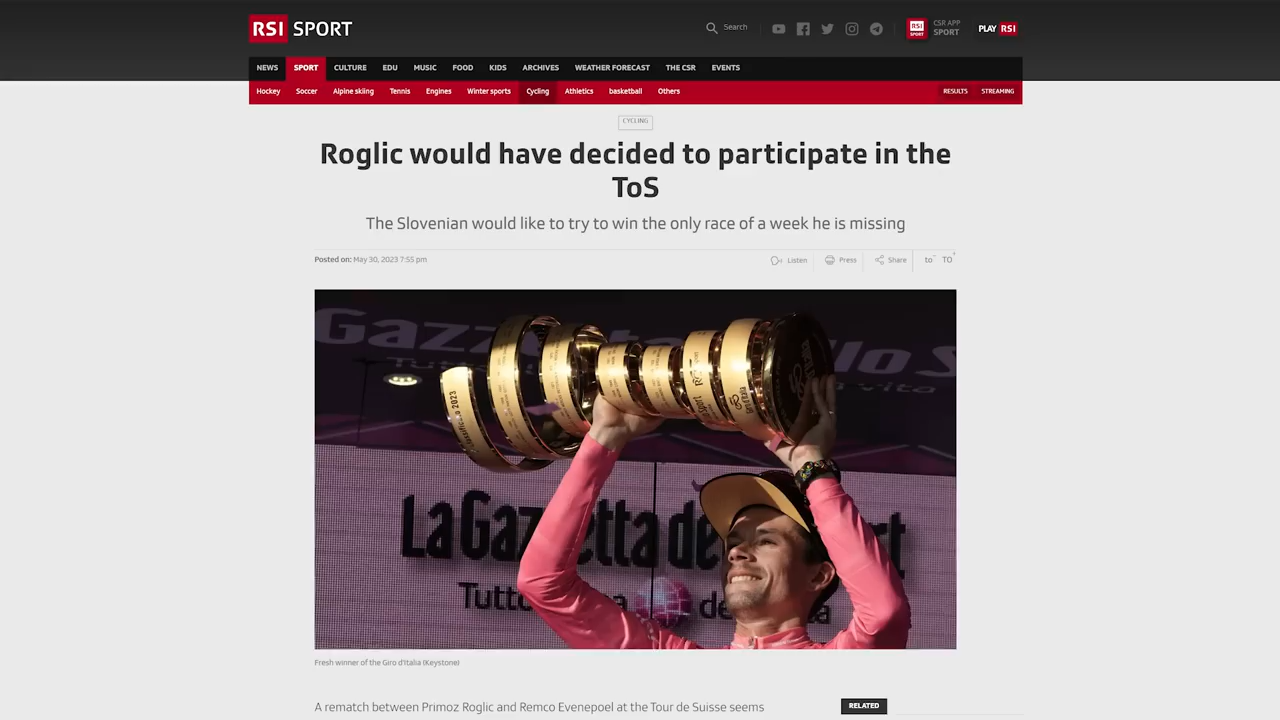 RSI SPORT
Search
CSR APP
SPORT
PLAY RSI
RSI
SPORT
NEWS SPORT CULTURE EDU MUSIC FOOD KIDS ARCHIVES WEATHER FORECAST THE CSR EVENTS
Hockey Soccer Alpine skiing Tennis Engines Winter sports Cycling Athletics basketball Others RESULTS STREAMING
CYCLING
Roglic would have decided to participate in the
ToS
The Slovenian would like to try to win the only race of a week he is missing
Posted on: May 30, 2023 7:55 pm
Listen Press Share to⁻ TO⁺
Gazzetta
Tutto
2023
La Gazzetta de
Tutto
Fresh winner of the Giro d'Italia (Keystone)
A rematch between Primoz Roglic and Remco Evenepoel at the Tour de Suisse seems
RELATED